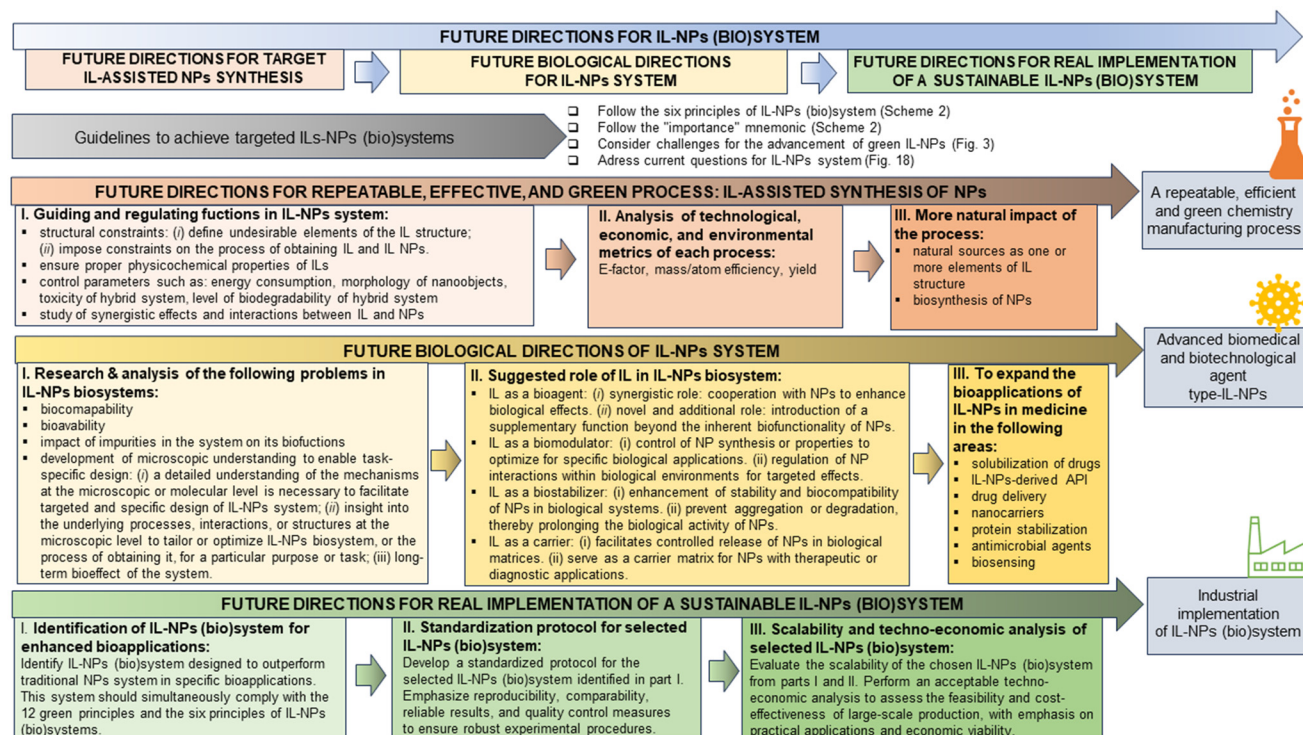 FUTURE DIRECTIONS FOR IL-NPs (BIO)SYSTEM
FUTURE DIRECTIONS FOR TARGET
IL-ASSISTED NPs SYNTHESIS
FUTURE BIOLOGICAL DIRECTIONS
FOR IL-NPs SYSTEM
FUTURE DIRECTIONS FOR REAL IMPLEMENTATION
OF A SUSTAINABLE IL-NPs (BIO)SYSTEM
Guidelines to achieve targeted ILs-NPs (bio)systems
❑ Follow the six principles of IL-NPs (bio)system (Scheme 2)
❑ Follow the "importance" mnemonic (Scheme 2)
❑ Consider challenges for the advancement of green IL-NPs (Fig. 3)
❑ Adress current questions for IL-NPs system (Fig. 18)
FUTURE DIRECTIONS FOR REPEATABLE, EFFECTIVE, AND GREEN PROCESS: IL-ASSISTED SYNTHESIS OF NPs
I. Guiding and regulating fuctions in IL-NPs system:
▪ structural constraints: (i) define undesirable elements of the IL structure;
(ii) impose constraints on the process of obtaining IL and IL NPs.
▪ ensure proper physicochemical properties of ILs
▪ control parameters such as: energy consumption, morphology of nanoobjects,
toxicity of hybrid system, level of biodegradability of hybrid system
▪ study of synergistic effects and interactions between IL and NPs
II. Analysis of technological,
economic, and environmental
metrics of each process:
E-factor, mass/atom efficiency, yield
III. More natural impact of
the process:
▪ natural sources as one or
more elements of IL
structure
▪ biosynthesis of NPs
A repeatable, efficient
and green chemistry
manufacturing process
FUTURE BIOLOGICAL DIRECTIONS OF IL-NPs SYSTEM
I. Research & analysis of the following problems in
IL-NPs biosystems:
▪ biocomapability
▪ bioavability
▪ impact of impurities in the system on its biofuctions
▪ development of microscopic understanding to enable task-
specific design: (i) a detailed understanding of the mechanisms
at the microscopic or molecular level is necessary to facilitate
targeted and specific design of IL-NPs system; (ii) insight into
the underlying processes, interactions, or structures at the
microscopic level to tailor or optimize IL-NPs biosystem, or the
process of obtaining it, for a particular purpose or task; (iii) long-
term bioeffect of the system.
II. Suggested role of IL in IL-NPs biosystem:
▪ IL as a bioagent: (i) synergistic role: cooperation with NPs to enhance
biological effects. (ii) novel and additional role: introduction of a
supplementary function beyond the inherent biofunctionality of NPs.
▪ IL as a biomodulator: (i) control of NP synthesis or properties to
optimize for specific biological applications. (ii) regulation of NP
interactions within biological environments for targeted effects.
▪ IL as a biostabilizer: (i) enhancement of stability and biocompatibility
of NPs in biological systems. (ii) prevent aggregation or degradation,
thereby prolonging the biological activity of NPs.
▪ IL as a carrier: (i) facilitates controlled release of NPs in biological
matrices. (ii) serve as a carrier matrix for NPs with therapeutic or
diagnostic applications.
III. To expand the
bioapplications of
IL-NPs in medicine
in the following
areas:
▪ solubilization of drugs
▪ IL-NPs-derived API
▪ drug delivery
▪ nanocarriers
▪ protein stabilization
▪ antimicrobial agents
▪ biosensing
Advanced biomedical
and biotechnological
agent
type-IL-NPs
FUTURE DIRECTIONS FOR REAL IMPLEMENTATION OF A SUSTAINABLE IL-NPs (BIO)SYSTEM
I. Identification of IL-NPs (bio)system for
enhanced bioapplications:
Identify IL-NPs (bio)system designed to outperform
traditional NPs system in specific bioapplications.
This system should simultaneously comply with the
12 green principles and the six principles of IL-NPs
(bio)systems.
II. Standardization protocol for selected
IL-NPs (bio)system:
Develop a standardized protocol for the
selected IL-NPs (bio)system identified in part I.
Emphasize reproducibility, comparability,
reliable results, and quality control measures
to ensure robust experimental procedures.
III. Scalability and techno-economic analysis of
selected IL-NPs (bio)system:
Evaluate the scalability of the chosen IL-NPs (bio)system
from parts I and II. Perform an acceptable techno-
economic analysis to assess the feasibility and cost-
effectiveness of large-scale production, with emphasis on
practical applications and economic viability.
Industrial
implementation
of IL-NPs (bio)system